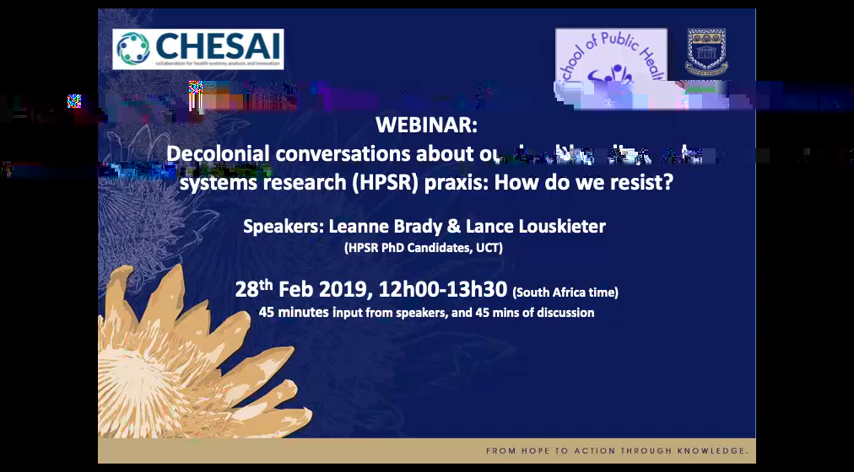 CHESAI
collaboration for health systems analysis and innovation
School of Public Heal
WEBINAR:
Decolonial conversations about
systems research (HPSR) praxis: How do we resist?
Speakers: Leanne Brady & Lance Louskieter
(HPSR PhD Candidates, UCT)
28th Feb 2019, 12h00-13h30 (South Africa time)
45 minutes input from speakers, and 45 mins of discussion
FROM HOPE TO ACTION THROUGH KNOWLEDGE.